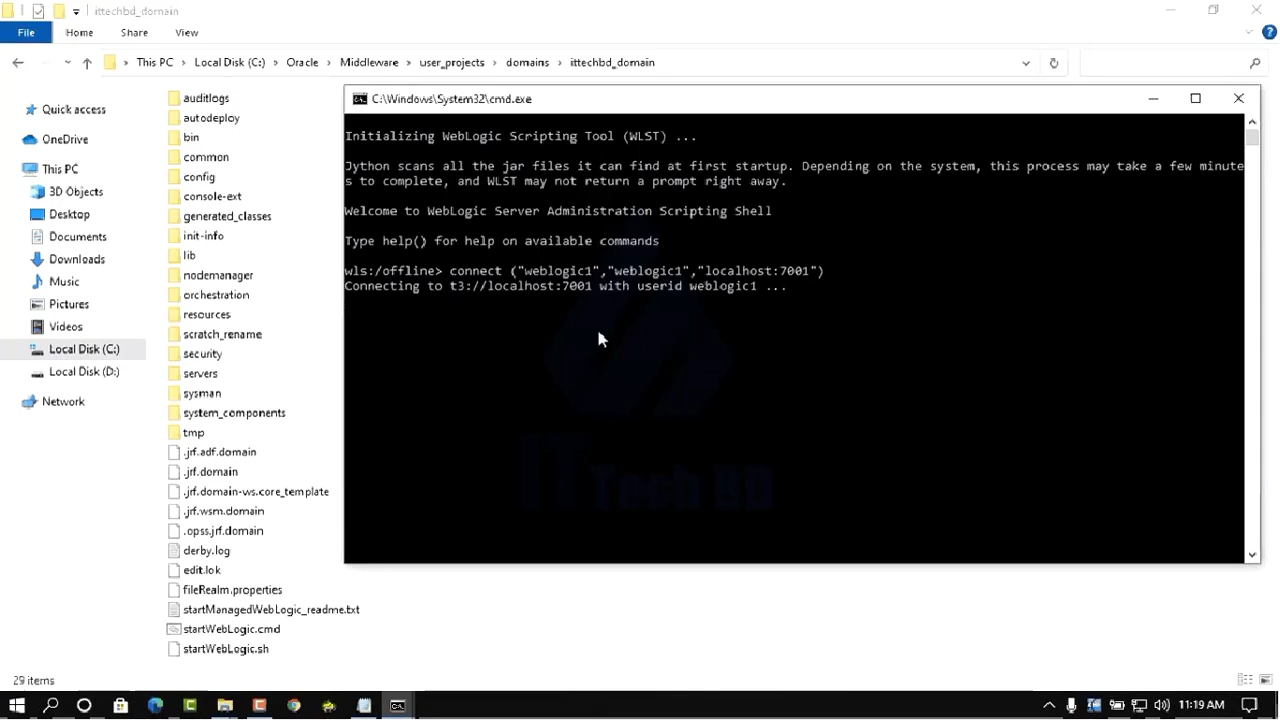 ittechbd_domain
File
Home
Share
View
This PC
Local Disk (C:)
Oracle
Middleware
user_projects
domains
ittechbd_domain
Quick access
OneDrive
This PC
3D Objects
Desktop
Documents
Downloads
Music
Pictures
Videos
Local Disk (C:)
Local Disk (D:)
Network
auditlogs
autodeploy
bin
common
config
console-ext
generated_classes
init-info
lib
nodemanager
orchestration
resources
scratch_rename
security
servers
sysman
system_components
tmp
.jrf.adf.domain
.jrf.domain
.jrf.domain-ws.core_template
.jrf.wsm.domain
.opss.jrf.domain
derby.log
edit.lok
fileRealm.properties
startManagedWebLogic_readme.txt
startWebLogic.cmd
startWebLogic.sh
C:\Windows\System32\cmd.exe
Initializing WebLogic Scripting Tool (WLST) ...
Jython scans all the jar files it can find at first startup. Depending on the system, this process may take a few minute
s to complete, and WLST may not return a prompt right away.
Welcome to WebLogic Server Administration Scripting Shell
Type help() for help on available commands
wls:/offline> connect ("weblogic1","weblogic1","localhost:7001")
Connecting to t3://localhost:7001 with userid weblogic1 ...
IT Tech BD
29 items
11:19 AM